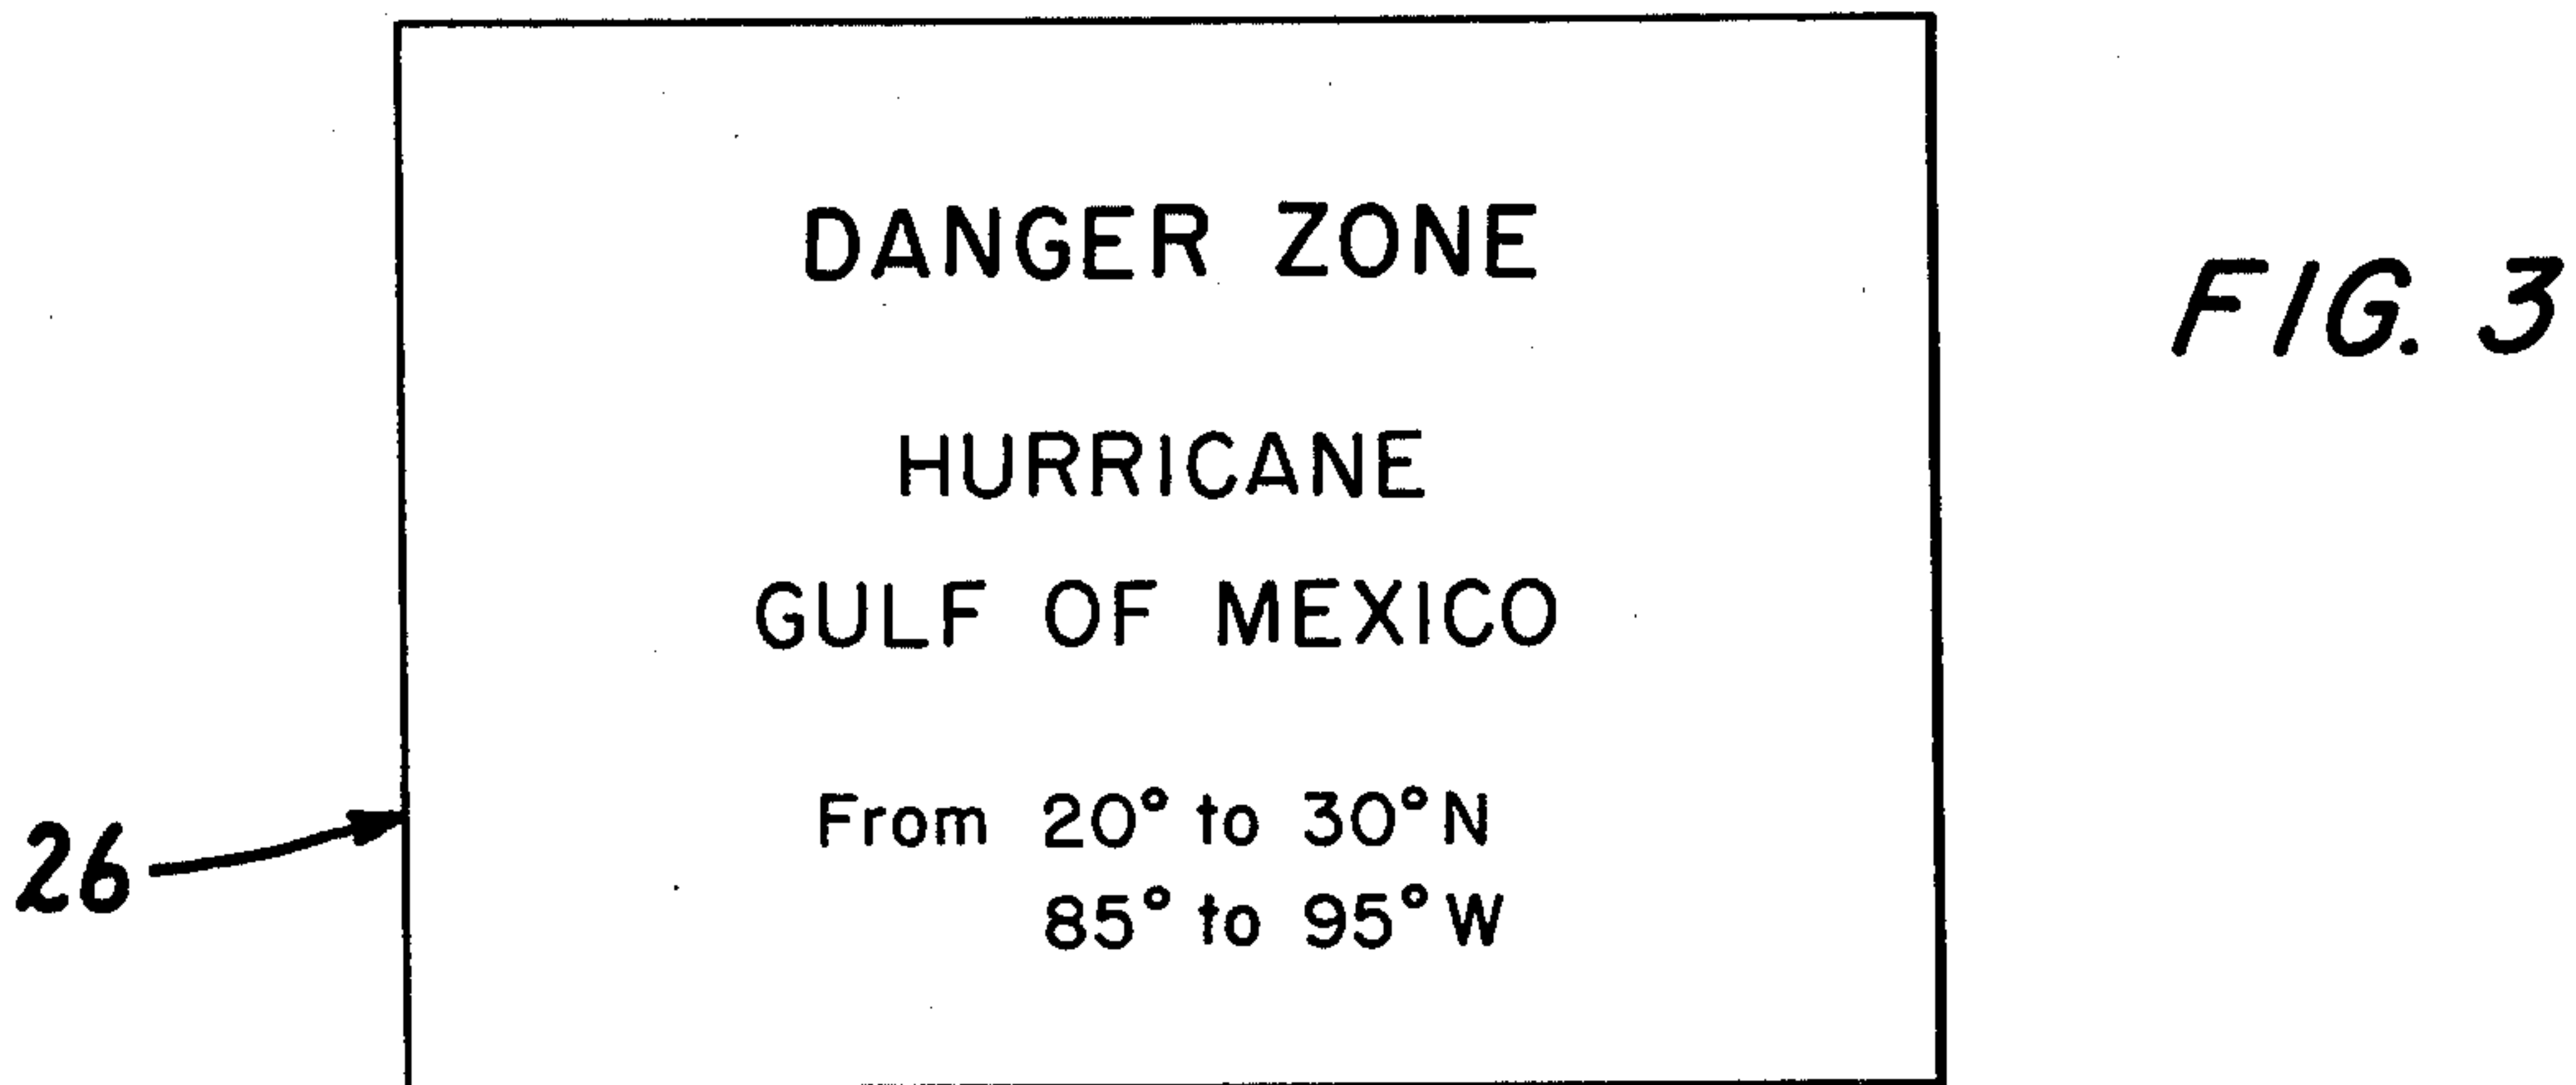 DANGER ZONE
FIG. 3
HURRICANE
GULF OF MEXICO
From 20° to 30°N
85° to 95°W
26